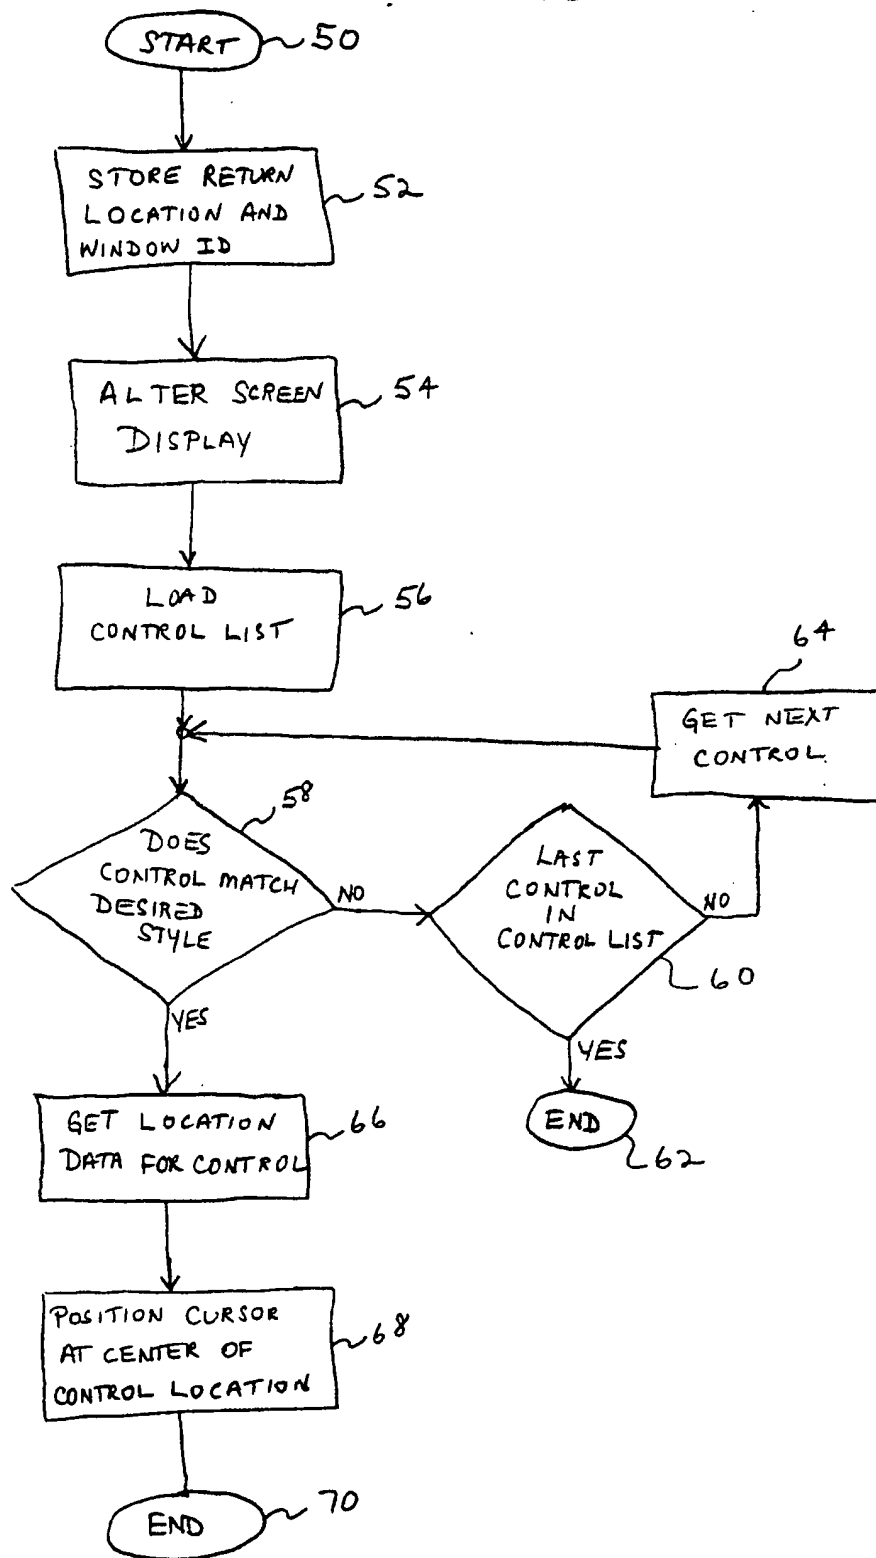 START
50
STORE RETURN
LOCATION AND
WINDOW ID
52
ALTER SCREEN
DISPLAY
54
LOAD
CONTROL LIST
56
64
GET NEXT
CONTROL.
58
DOES
CONTROL MATCH
DESIRED
STYLE
NO
LAST
CONTROL
IN
CONTROL LIST
NO
60
YES
YES
GET LOCATION
DATA FOR CONTROL
66
END
62
POSITION CURSOR
AT CENTER OF
CONTROL LOCATION
68
END
70